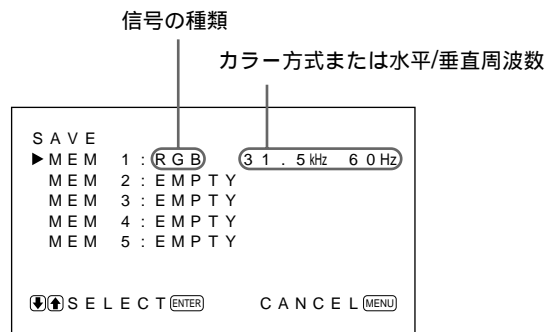 信号の種類
カラー方式または水平/垂直周波数
SAVE
▶MEM 1:RGB 31.5kHz 60Hz
MEM 2:EMPTY
MEM 3:EMPTY
MEM 4:EMPTY
MEM 5:EMPTY
⬇⬆SELECT ENTER CANCEL MENU